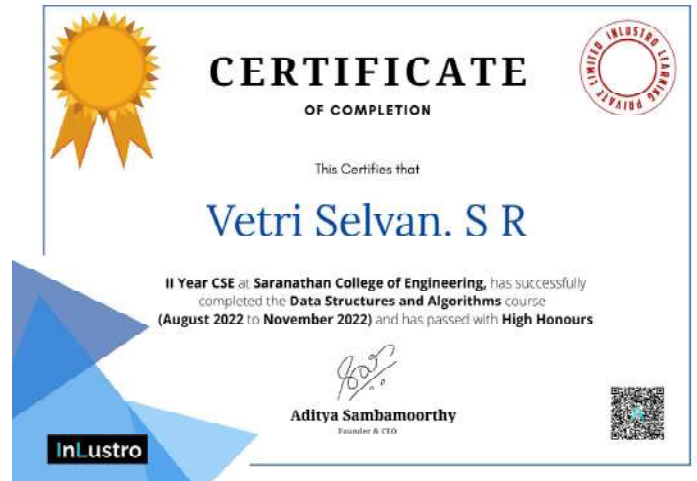 CERTIFICATE
OF COMPLETION
INLUSTRO LEARNING PRIVATE LIMITED
This Certifies that
Vetri Selvan. S R
II Year CSE at Saranathan College of Engineering, has successfully
completed the Data Structures and Algorithms course
(August 2022 to November 2022) and has passed with High Honours
Aditya Sambamoorthy
Founder & CEO
InLustro